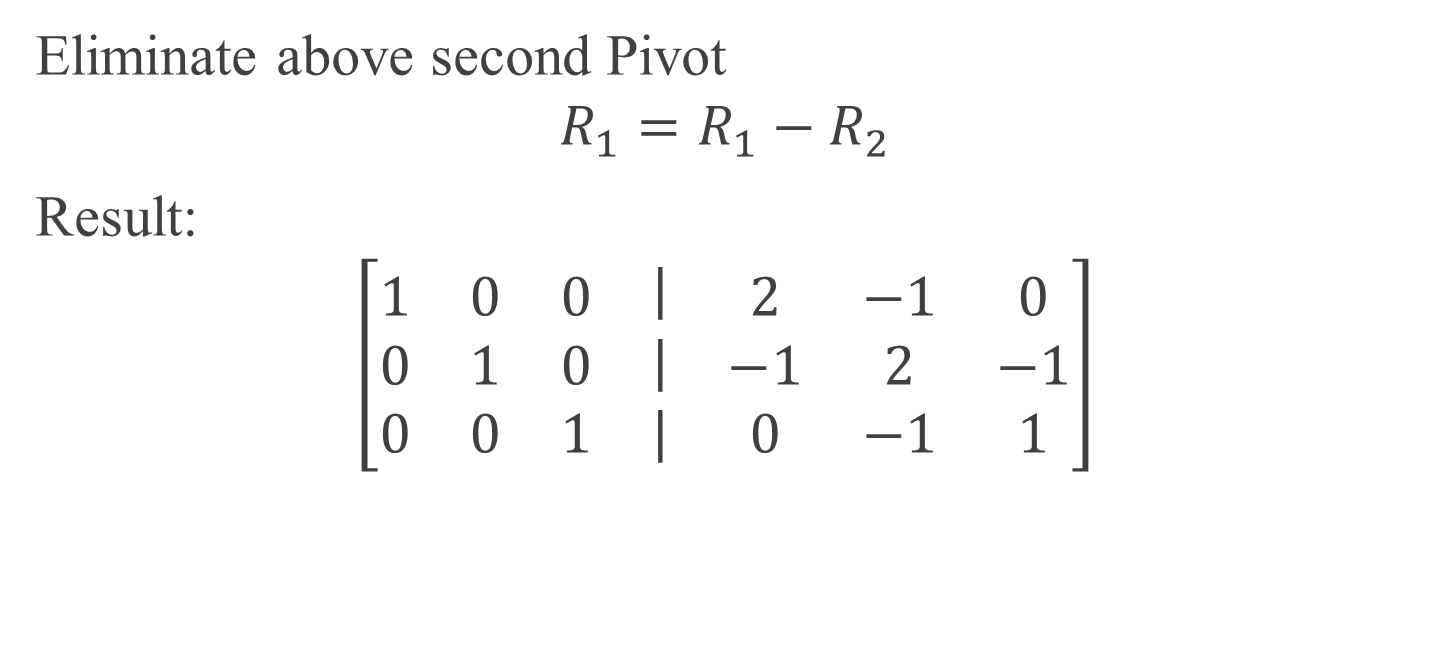 Eliminate above second Pivot
𝑅₁ = 𝑅₁ − 𝑅₂
Result:
[1 0 0 | 2 −1 0
0 1 0 | −1 2 −1
0 0 1 | 0 −1 1]